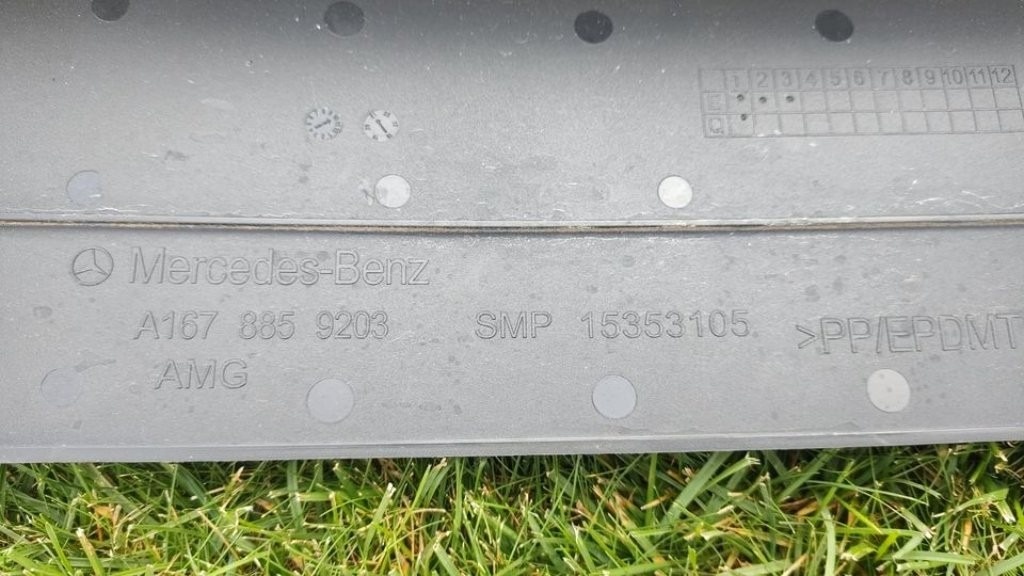 1 2 3 4 5 6 7 8 9 10 11 12
E
G
Mercedes-Benz
A167 885 9203 SMP 15353105 >PP/EPDMT
AMG